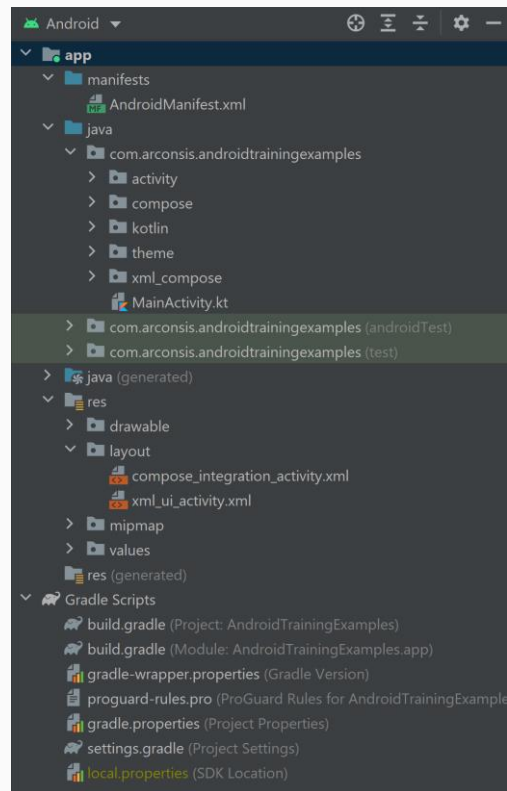 Android
app
manifests
AndroidManifest.xml
java
com.arconsis.androidtrainingexamples
activity
compose
kotlin
theme
xml_compose
MainActivity.kt
com.arconsis.androidtrainingexamples (androidTest)
com.arconsis.androidtrainingexamples (test)
java (generated)
res
drawable
layout
compose_integration_activity.xml
xml_ui_activity.xml
mipmap
values
res (generated)
Gradle Scripts
build.gradle (Project: AndroidTrainingExamples)
build.gradle (Module: AndroidTrainingExamples.app)
gradle-wrapper.properties (Gradle Version)
proguard-rules.pro (ProGuard Rules for AndroidTrainingExample
gradle.properties (Project Properties)
settings.gradle (Project Settings)
local.properties (SDK Location)